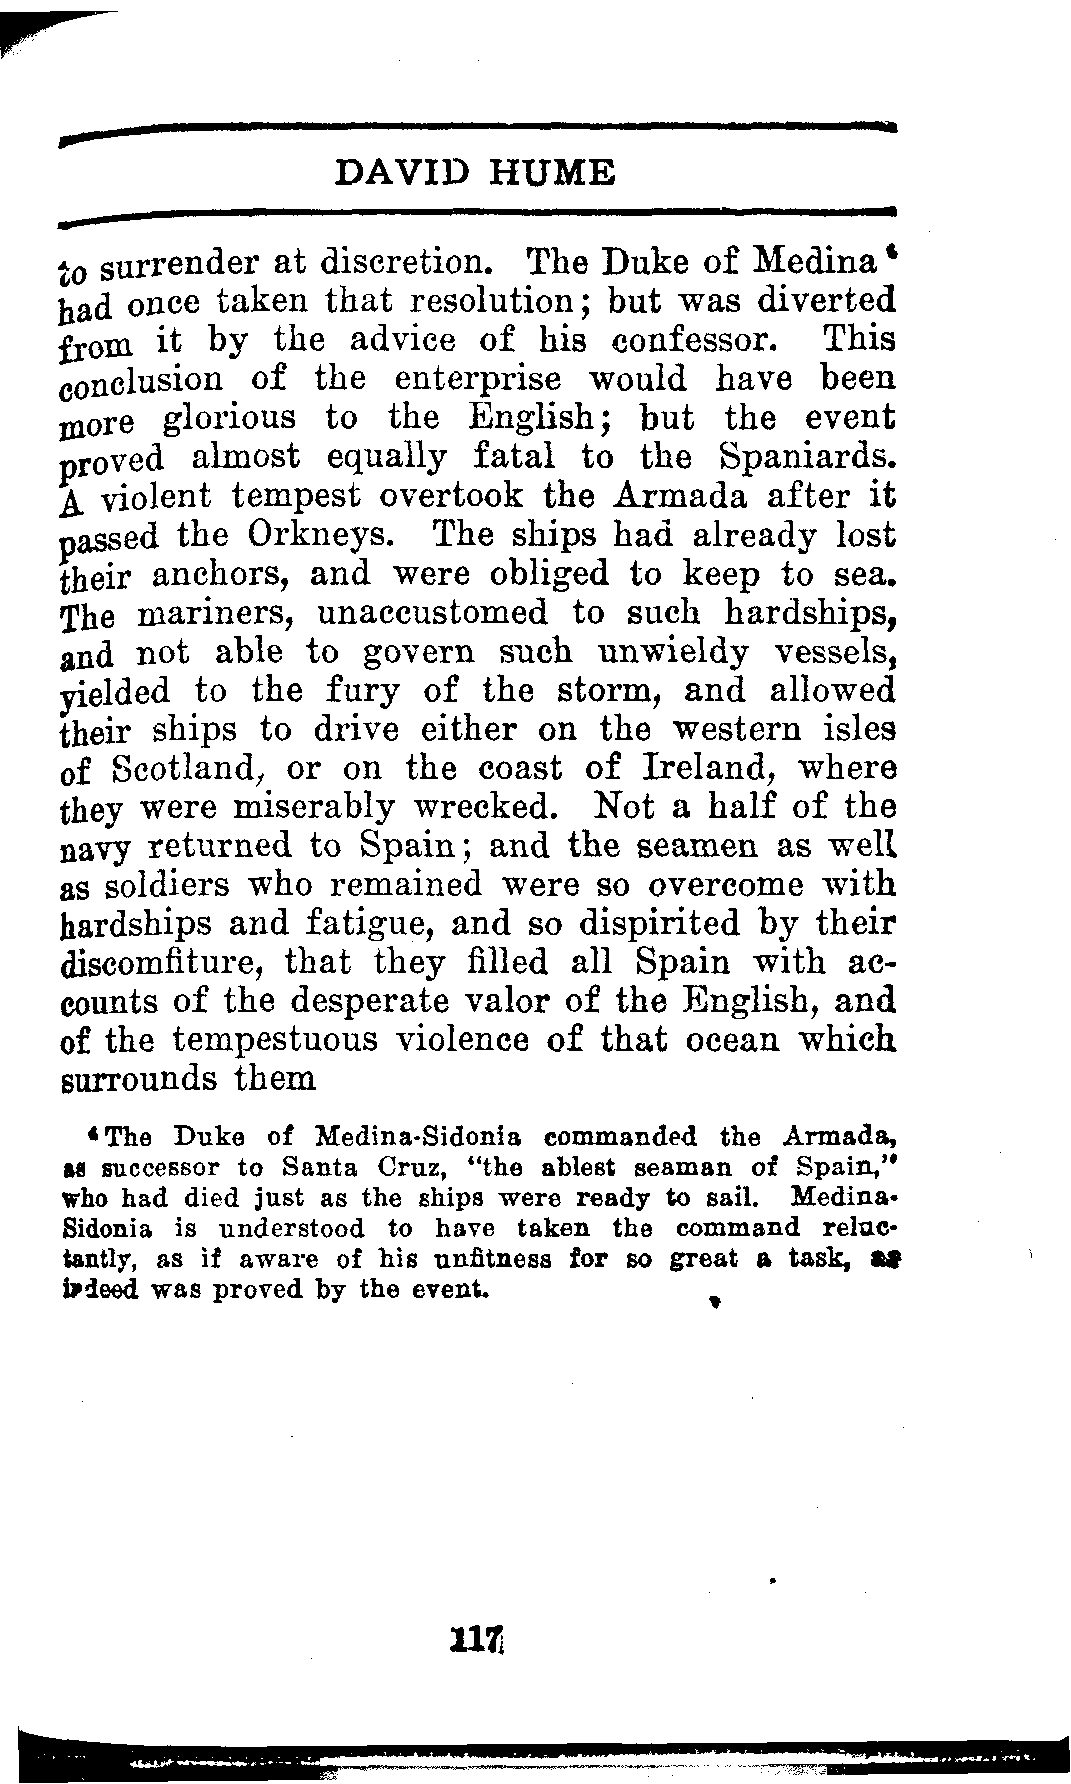 DAVID HUME
to surrender at discretion. The Duke of Medina⁴
had once taken that resolution; but was diverted
from it by the advice of his confessor. This
conclusion of the enterprise would have been
more glorious to the English; but the event
proved almost equally fatal to the Spaniards.
A violent tempest overtook the Armada after it
passed the Orkneys. The ships had already lost
their anchors, and were obliged to keep to sea.
The mariners, unaccustomed to such hardships,
and not able to govern such unwieldy vessels,
yielded to the fury of the storm, and allowed
their ships to drive either on the western isles
of Scotland, or on the coast of Ireland, where
they were miserably wrecked. Not a half of the
navy returned to Spain; and the seamen as well
as soldiers who remained were so overcome with
hardships and fatigue, and so dispirited by their
discomfiture, that they filled all Spain with ac-
counts of the desperate valor of the English, and
of the tempestuous violence of that ocean which
surrounds them
⁴ The Duke of Medina-Sidonia commanded the Armada,
as successor to Santa Cruz, "the ablest seaman of Spain,"
who had died just as the ships were ready to sail. Medina-
Sidonia is understood to have taken the command reluc-
tantly, as if aware of his unfitness for so great a task, as
indeed was proved by the event.
117